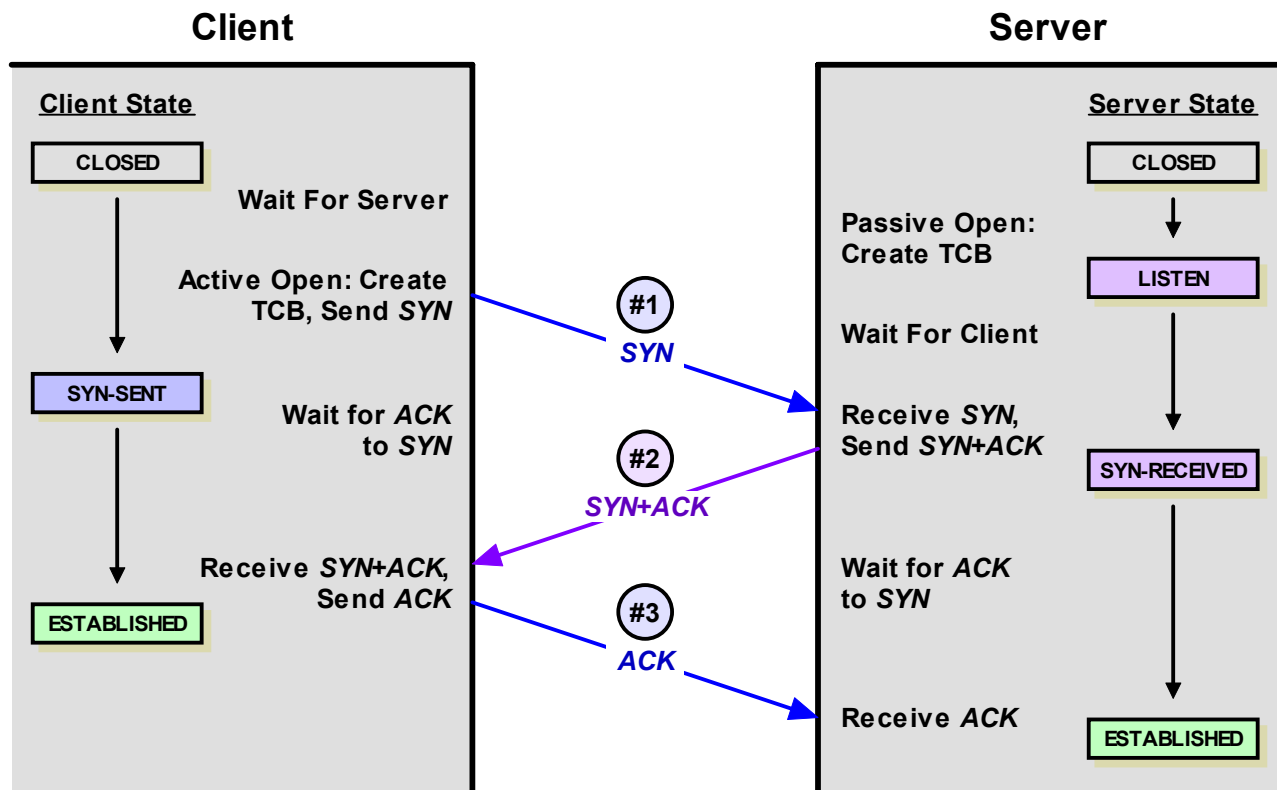 Client
Server
Client State
CLOSED
Wait For Server
Active Open: Create
TCB, Send SYN
SYN-SENT
Wait for ACK
to SYN
Receive SYN+ACK,
Send ACK
ESTABLISHED
#1
SYN
#2
SYN+ACK
#3
ACK
Server State
CLOSED
Passive Open:
Create TCB
LISTEN
Wait For Client
Receive SYN,
Send SYN+ACK
SYN-RECEIVED
Wait for ACK
to SYN
Receive ACK
ESTABLISHED